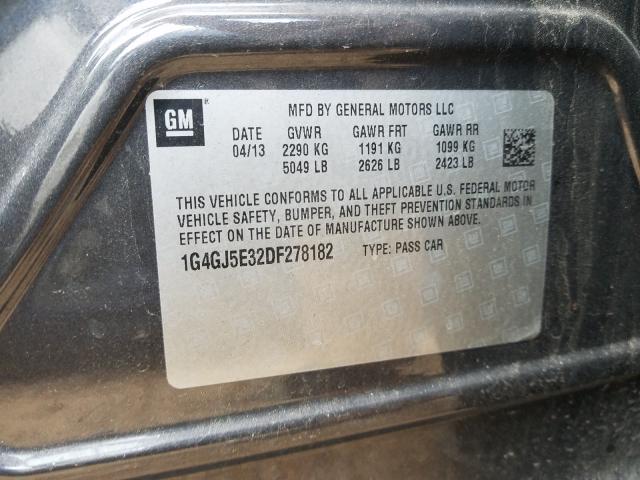 GM
MFD BY GENERAL MOTORS LLC
DATE GVWR GAWR FRT GAWR RR
04/13 2290 KG 1191 KG 1099 KG
5049 LB 2626 LB 2423 LB
THIS VEHICLE CONFORMS TO ALL APPLICABLE U.S. FEDERAL MOTOR
VEHICLE SAFETY, BUMPER, AND THEFT PREVENTION STANDARDS IN
EFFECT ON THE DATE OF MANUFACTURE SHOWN ABOVE.
1G4GJ5E32DF278182 TYPE: PASS CAR